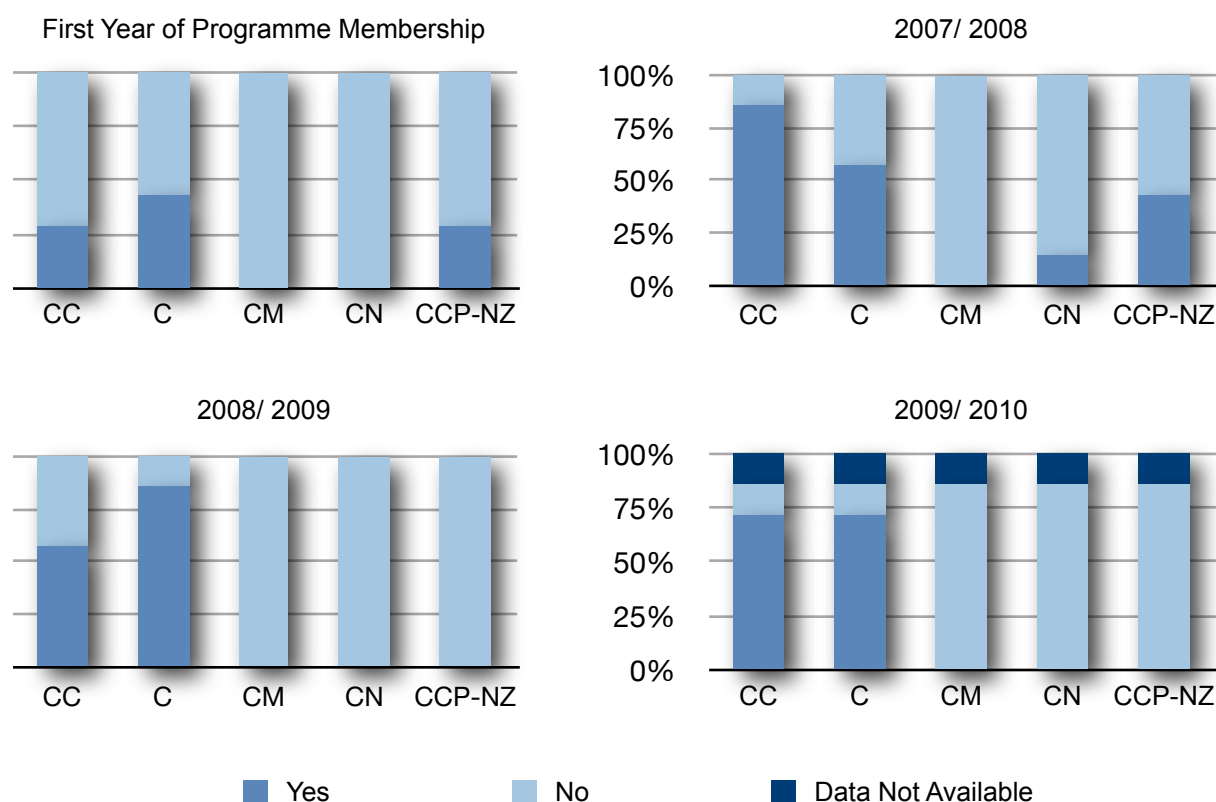 First Year of Programme Membership
CC C CM CN CCP-NZ
2007/ 2008
100%
75%
50%
25%
0%
CC C CM CN CCP-NZ
2008/ 2009
CC C CM CN CCP-NZ
2009/ 2010
100%
75%
50%
25%
0%
CC C CM CN CCP-NZ
Yes No Data Not Available